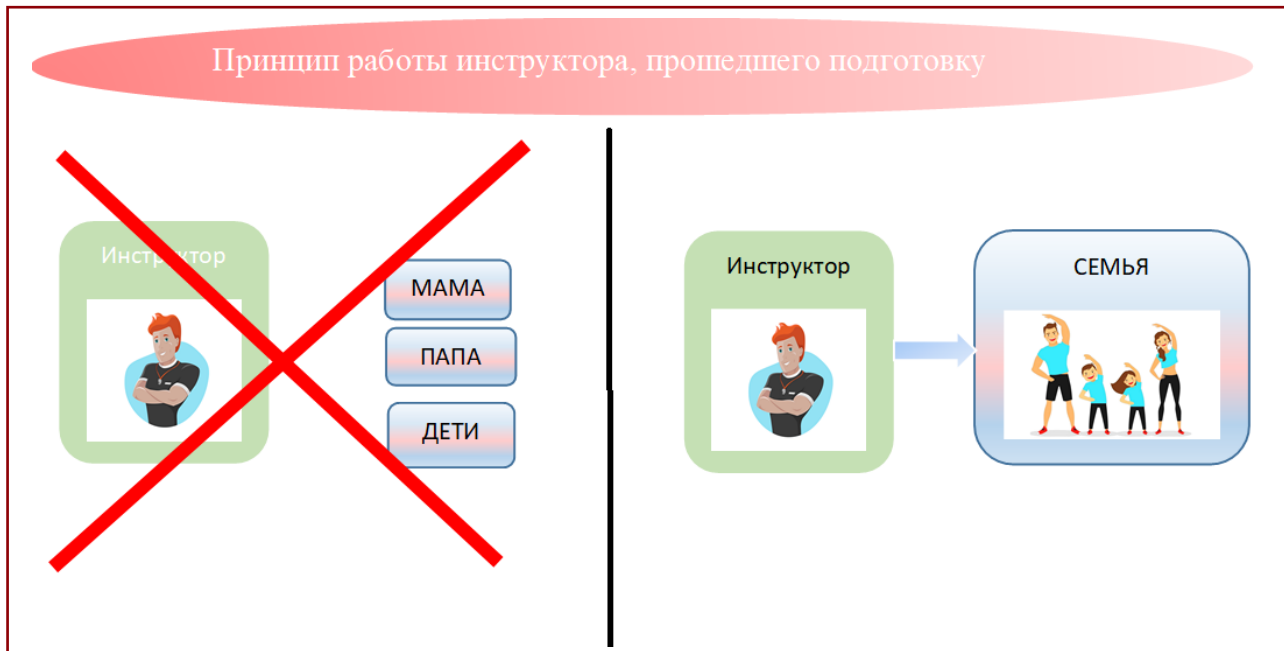 Принцип работы инструктора, прошедшего подготовку
Инструктор
МАМА
ПАПА
ДЕТИ
Инструктор
СЕМЬЯ